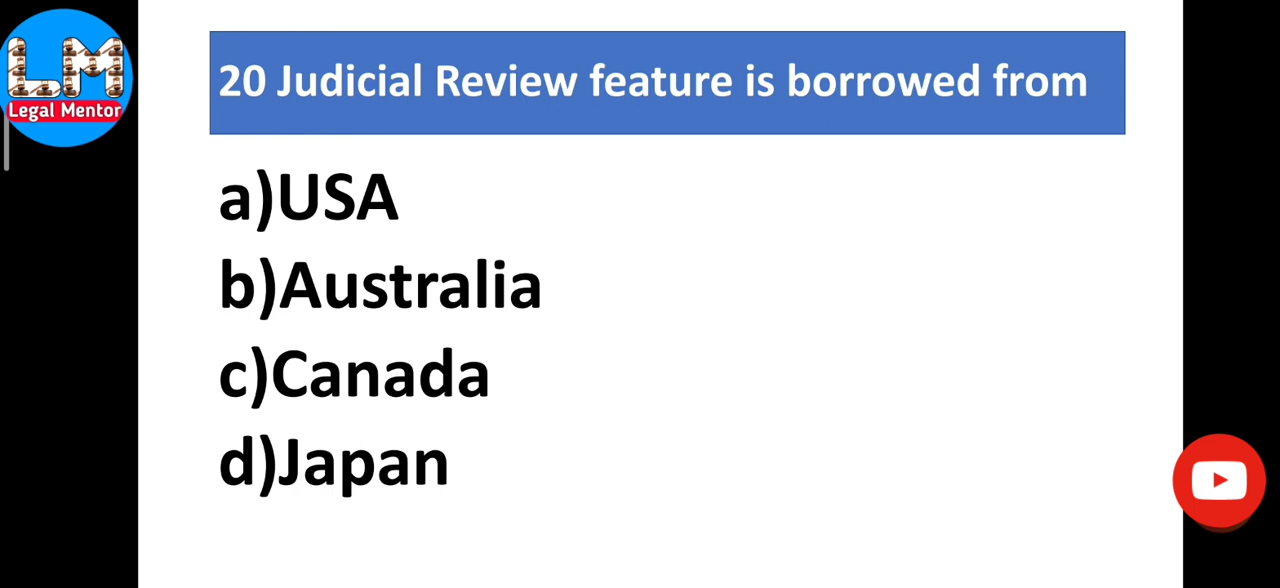 LM
Legal Mentor
20 Judicial Review feature is borrowed from
a)USA
b)Australia
c)Canada
d)Japan